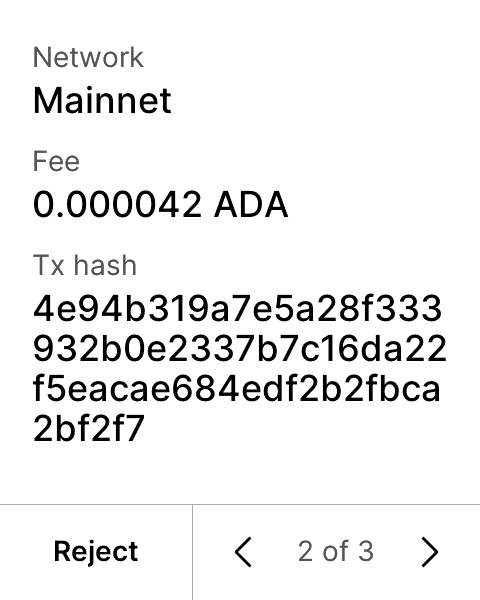 Network
Mainnet
Fee
0.000042 ADA
Tx hash
4e94b319a7e5a28f333
932b0e2337b7c16da22
f5eacae684edf2b2fbca
2bf2f7
Reject
2 of 3